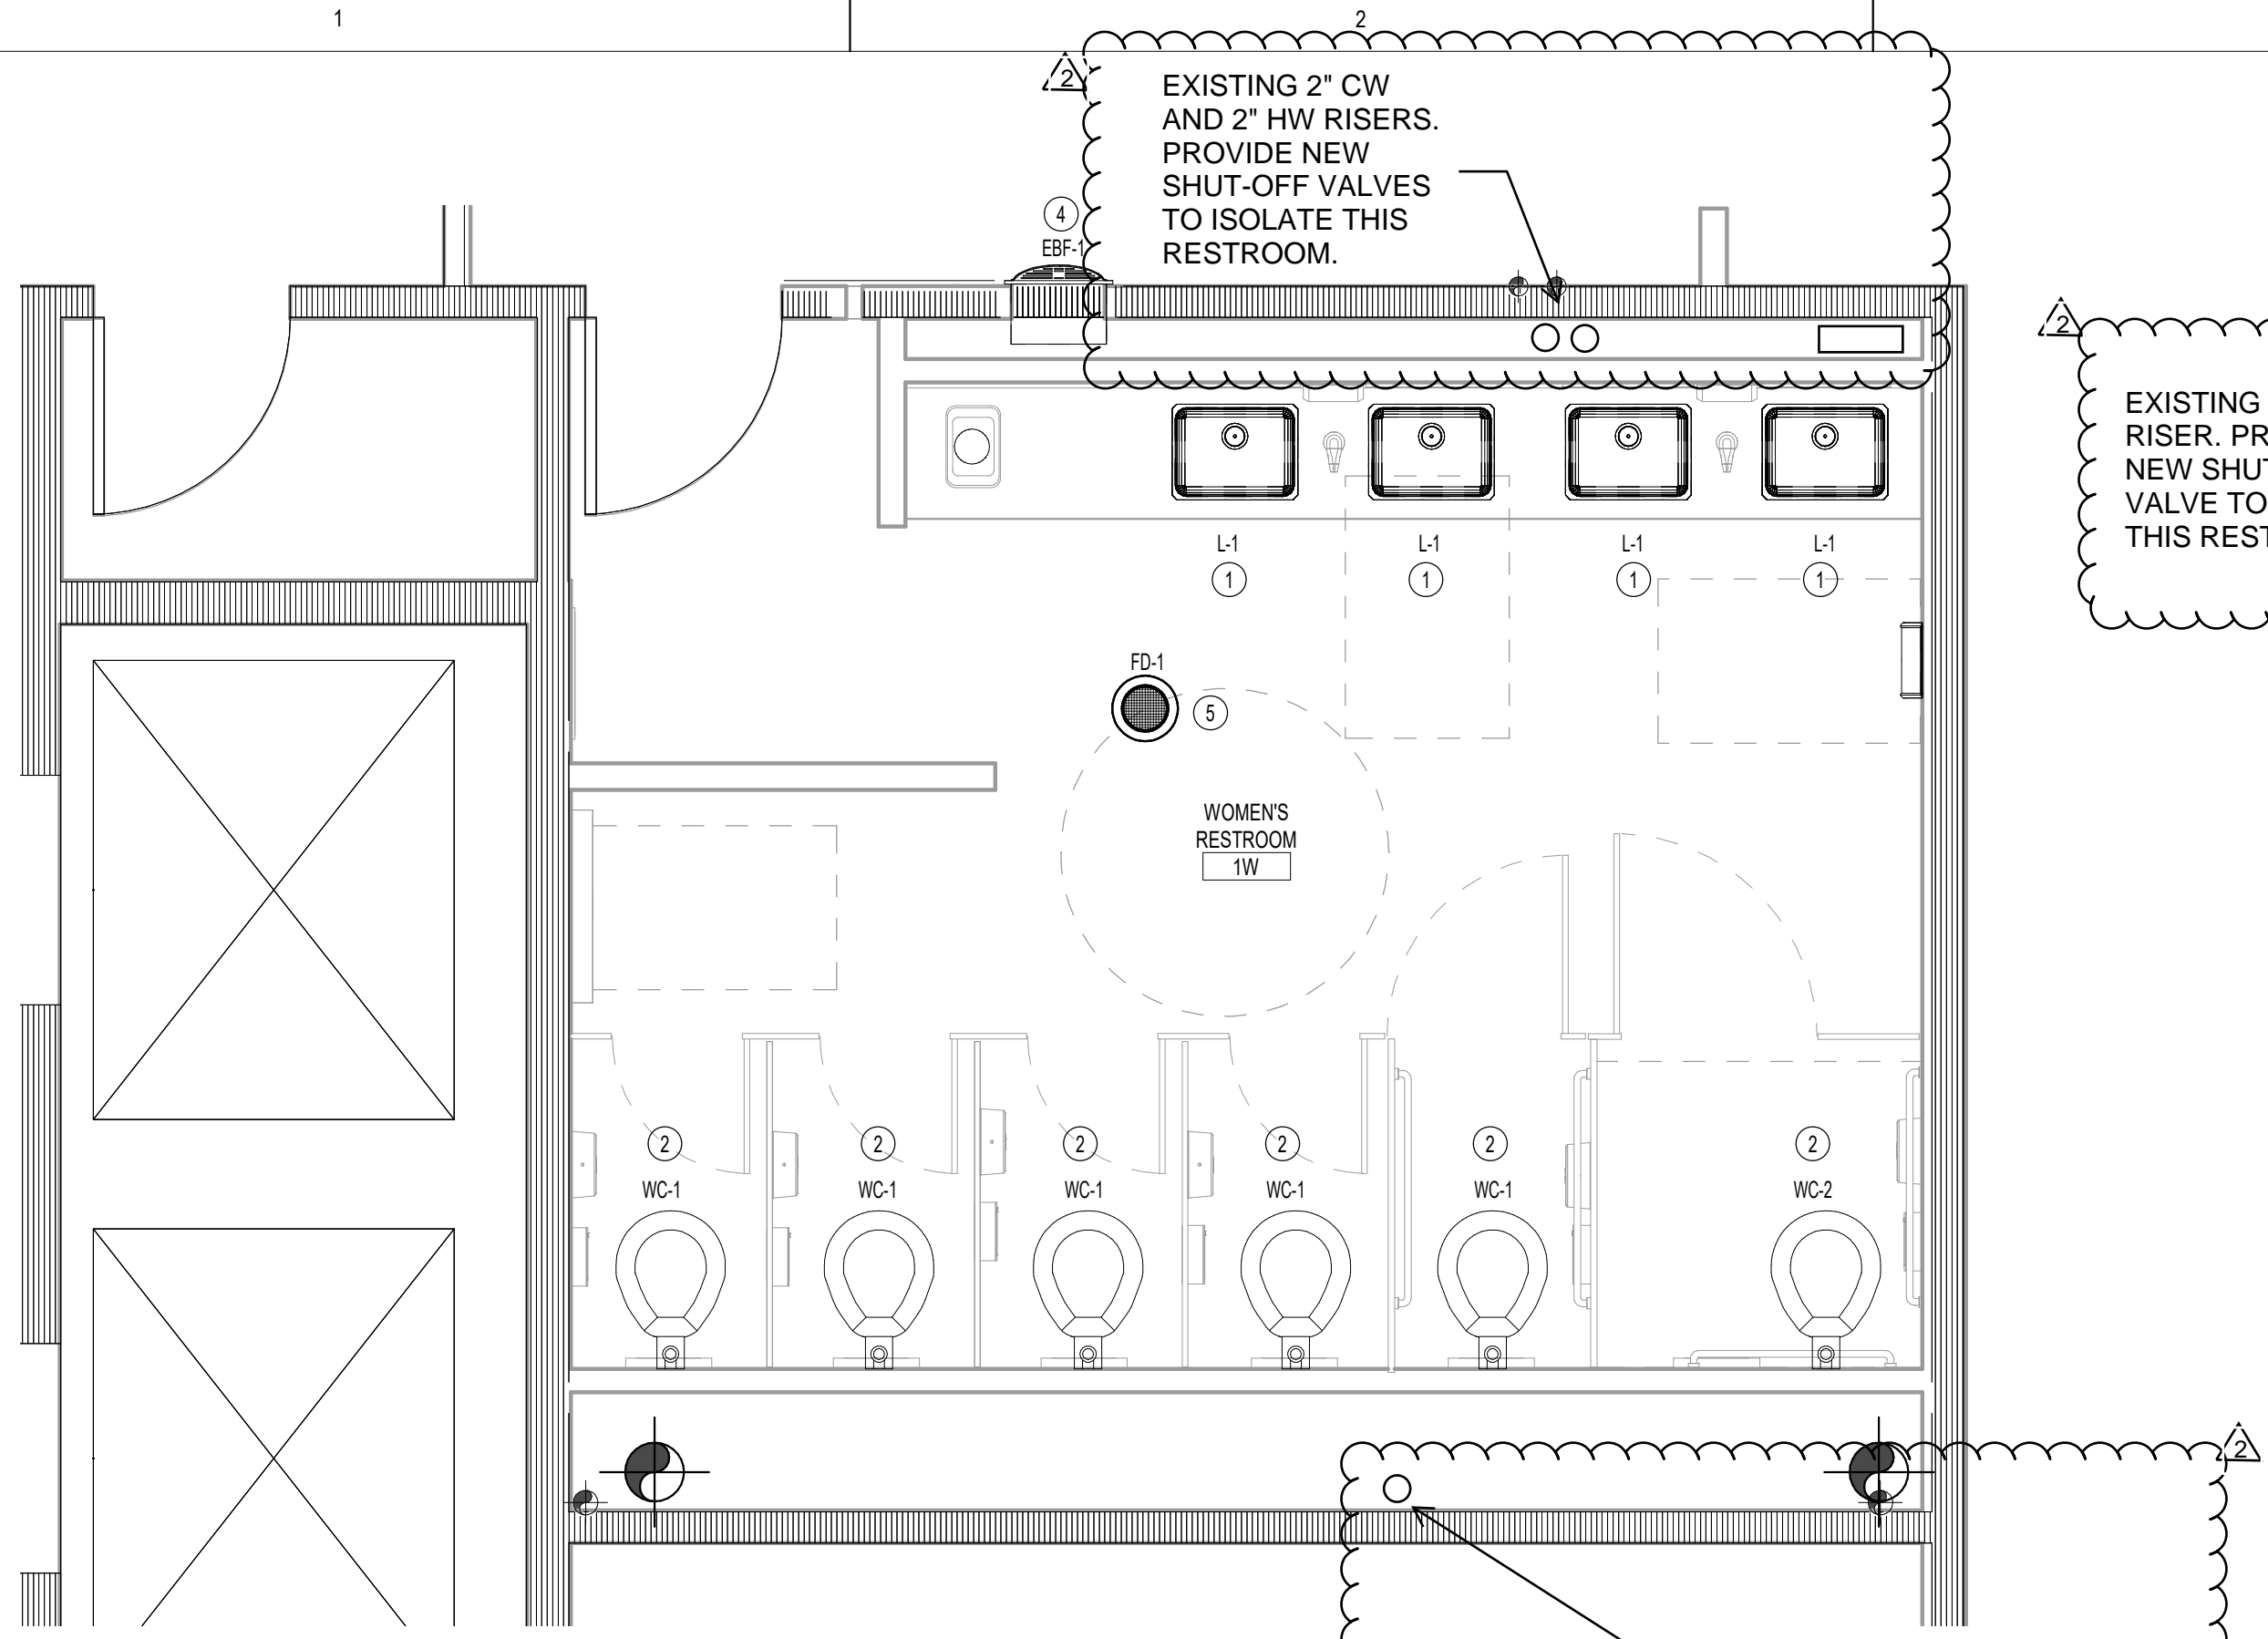 1
2
2
EXISTING 2" CW
AND 2" HW RISERS.
PROVIDE NEW
SHUT-OFF VALVES
TO ISOLATE THIS
RESTROOM.
4
EBF-1
2
EXISTING
RISER. PR
NEW SHUT
VALVE TO
THIS REST
L-1
L-1
L-1
L-1
1
1
1
1
FD-1
5
WOMEN'S
RESTROOM
1W
2
2
2
2
2
2
WC-1
WC-1
WC-1
WC-1
WC-1
WC-2
2